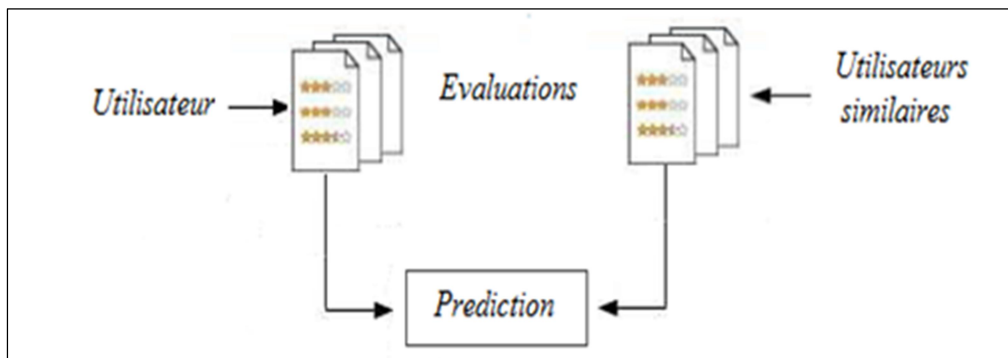 Utilisateur
Evaluations
Utilisateurs
similaires
Prediction